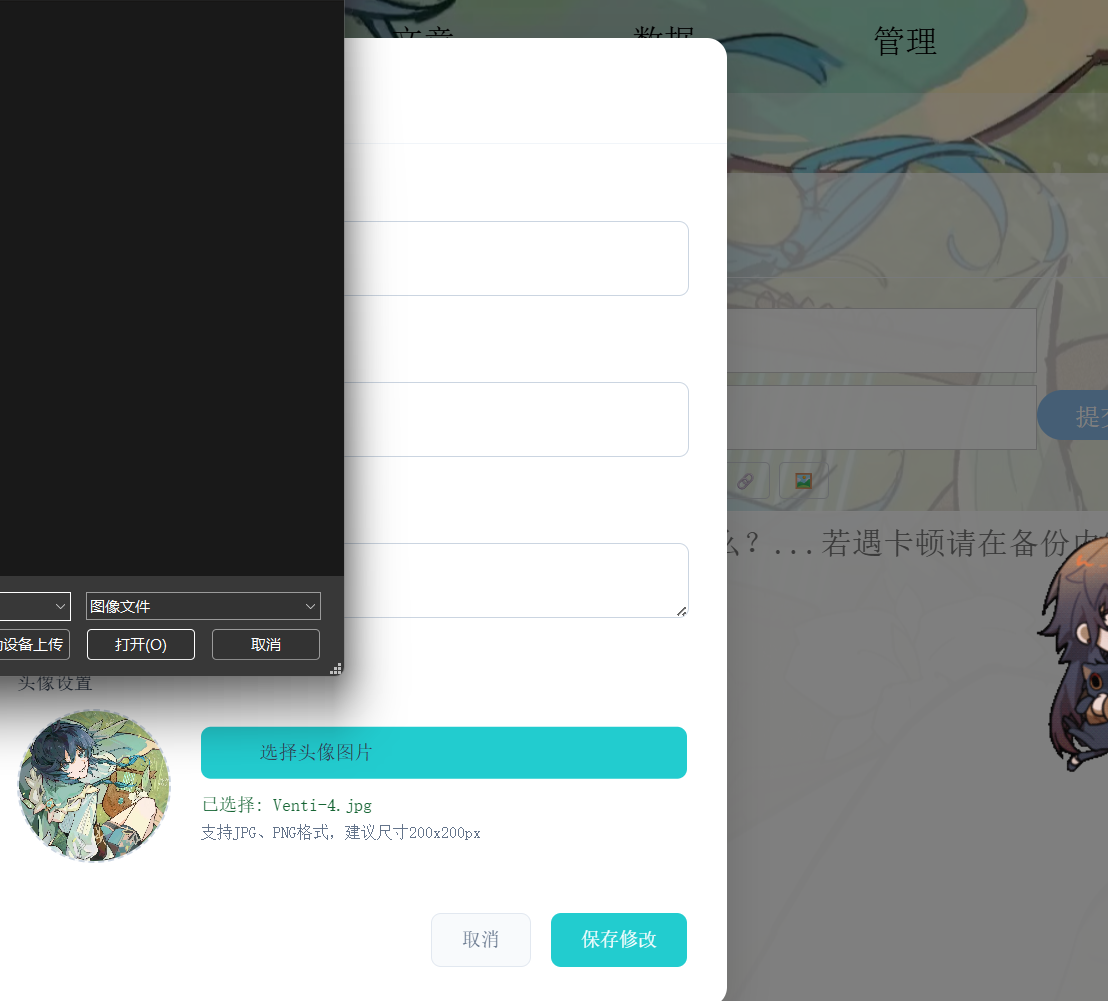 文章
数据
管理
提交
么？...若遇卡顿请在备份
图像文件
设备上传
打开(O)
取消
头像设置
选择头像图片
已选择: Venti-4.jpg
支持JPG、PNG格式，建议尺寸200x200px
取消
保存修改